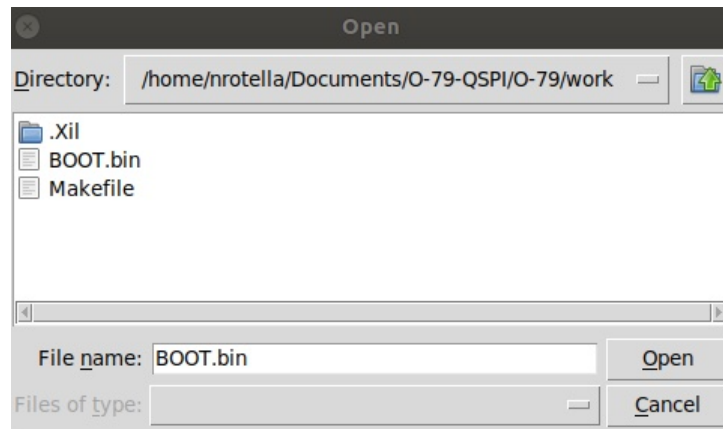 Open
Directory: /home/nrotella/Documents/O-79-QSPI/O-79/work
.Xil
BOOT.bin
Makefile
File name: BOOT.bin Open
Files of type: Cancel